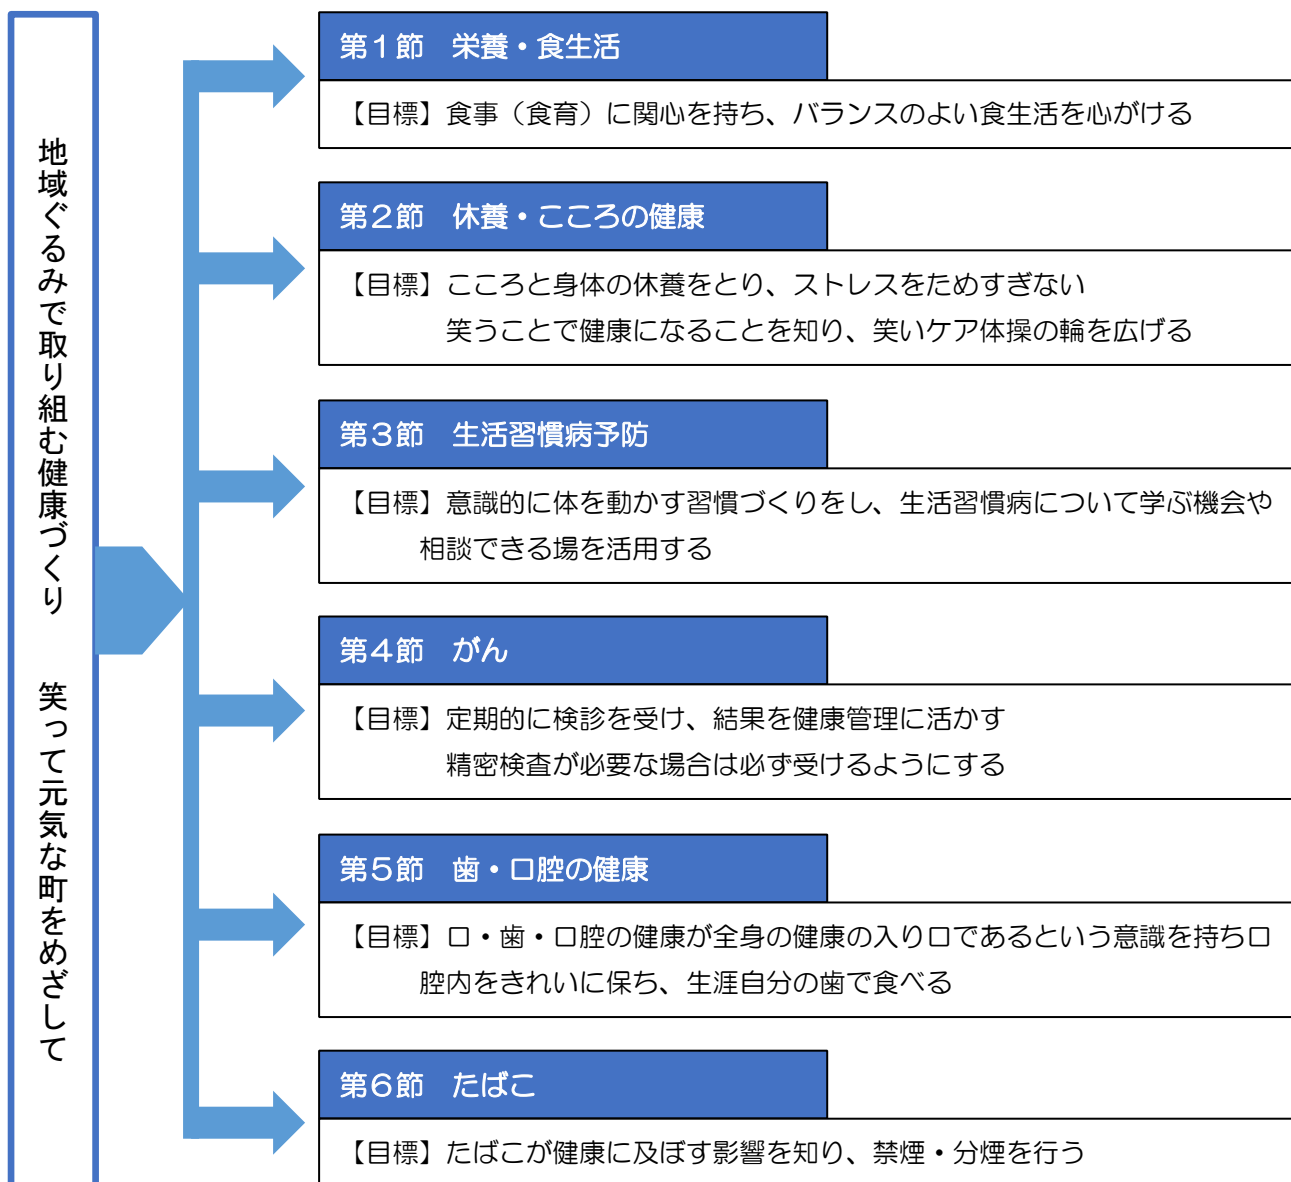 地域ぐるみで取り組む健康づくり　笑って元気な町をめざして
第１節　栄養・食生活
【目標】食事（食育）に関心を持ち、バランスのよい食生活を心がける
第２節　休養・こころの健康
【目標】こころと身体の休養をとり、ストレスをためすぎない
笑うことで健康になることを知り、笑いケア体操の輪を広げる
第３節　生活習慣病予防
【目標】意識的に体を動かす習慣づくりをし、生活習慣病について学ぶ機会や
相談できる場を活用する
第４節　がん
【目標】定期的に検診を受け、結果を健康管理に活かす
精密検査が必要な場合は必ず受けるようにする
第５節　歯・口腔の健康
【目標】口・歯・口腔の健康が全身の健康の入り口であるという意識を持ち口
腔内をきれいに保ち、生涯自分の歯で食べる
第６節　たばこ
【目標】たばこが健康に及ぼす影響を知り、禁煙・分煙を行う